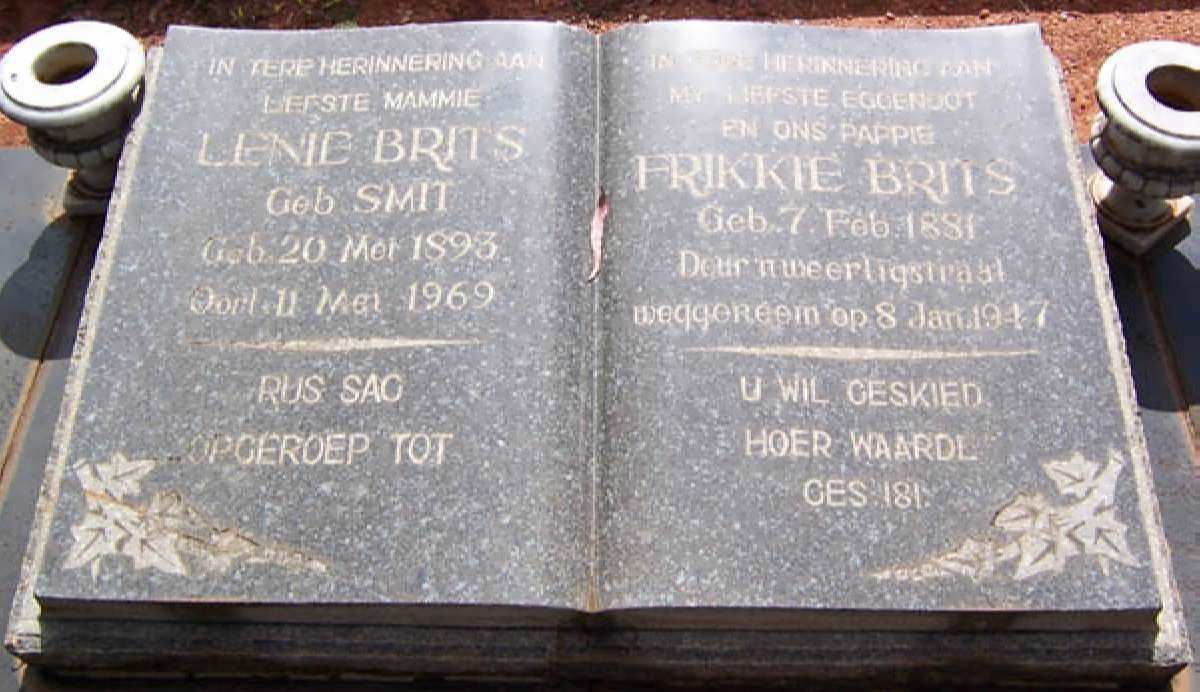 IN TERE HERINNERING AAN
LIEFSTE MAMMIE
LENIE BRITS
Geb SMIT
Geb. 20 Mei 1893
Oorl. 11 Mei 1969
RUS SAG
OPGEROEP TOT
IN TERE HERINNERING AAN
MY LIEFSTE EGGENOOT
EN ONS PAPPIE
FRIKKIE BRITS
Geb. 7. Feb 1881
Deur 'n weerligstraal
weggeneem op 8 Jan. 1947
U WIL GESKIED
HOER WAARDE
GES 181.